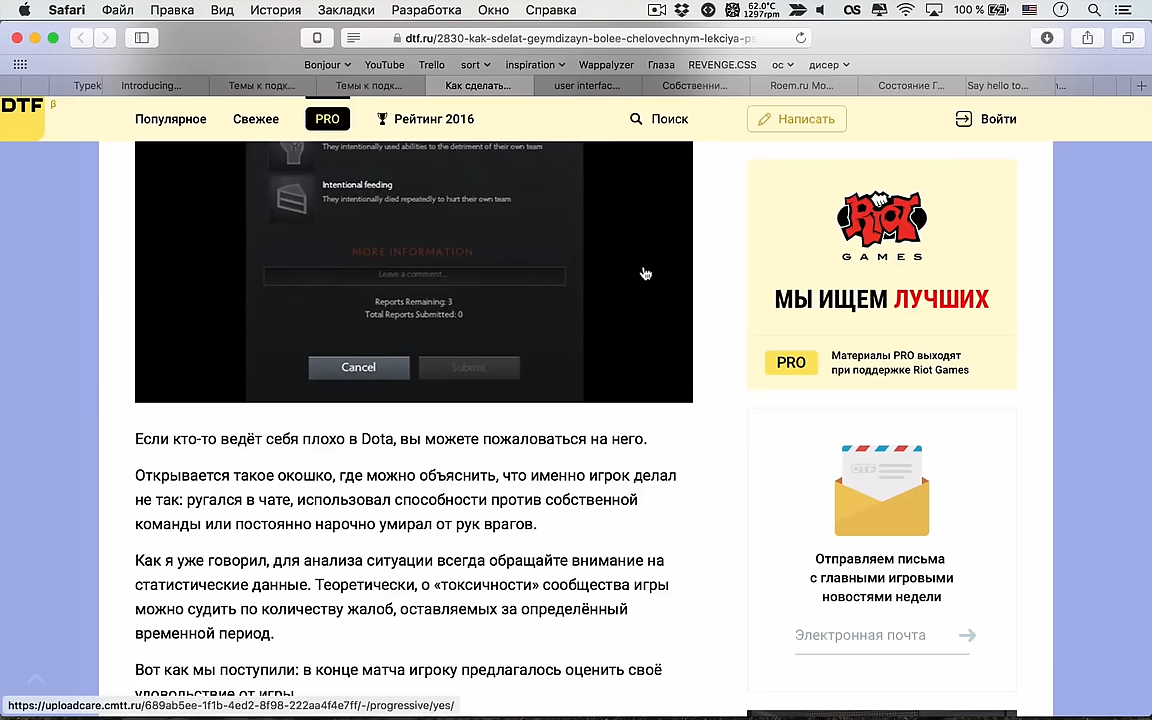 Safari Файл Правка Вид История Закладки Разработка Окно Справка
62.0°C
1297rpm
100 %
dtf.ru/2830-kak-sdelat-geymdizayn-bolee-chelovechnym-lekciya-ps
Bonjour YouTube Trello sort inspiration Wappalyzer Глаза REVENGE.CSS ос дисер
Typek Introducing... Темы к подк... Темы к подк... Как сделать... user interfac... Собственни... Roem.ru Мо... Состояние Г... Say hello to...
DTF β
Популярное Свежее PRO Рейтинг 2016 Поиск Написать Войти
They intentionally used abilities to the detriment of their own team
Intentional feeding
They intentionally died repeatedly to hurt their own team
MORE INFORMATION
Leave a comment...
Reports Remaining: 3
Total Reports Submitted: 0
Cancel Submit
Если кто-то ведёт себя плохо в Dota, вы можете пожаловаться на него.
Открывается такое окошко, где можно объяснить, что именно игрок делал
не так: ругался в чате, использовал способности против собственной
команды или постоянно нарочно умирал от рук врагов.
Как я уже говорил, для анализа ситуации всегда обращайте внимание на
статистические данные. Теоретически, о «токсичности» сообщества игры
можно судить по количеству жалоб, оставляемых за определённый
временной период.
Вот как мы поступили: в конце матча игроку предлагалось оценить своё
удовольствие от игры
RIOT
GAMES
МЫ ИЩЕМ ЛУЧШИХ
PRO
Материалы PRO выходят
при поддержке Riot Games
DTF
Отправляем письма
с главными игровыми
новостями недели
Электронная почта
https://uploadcare.cmtt.ru/689ab5ee-1f1b-4ed2-8f98-222aa4f4e7ff/-/progressive/yes/